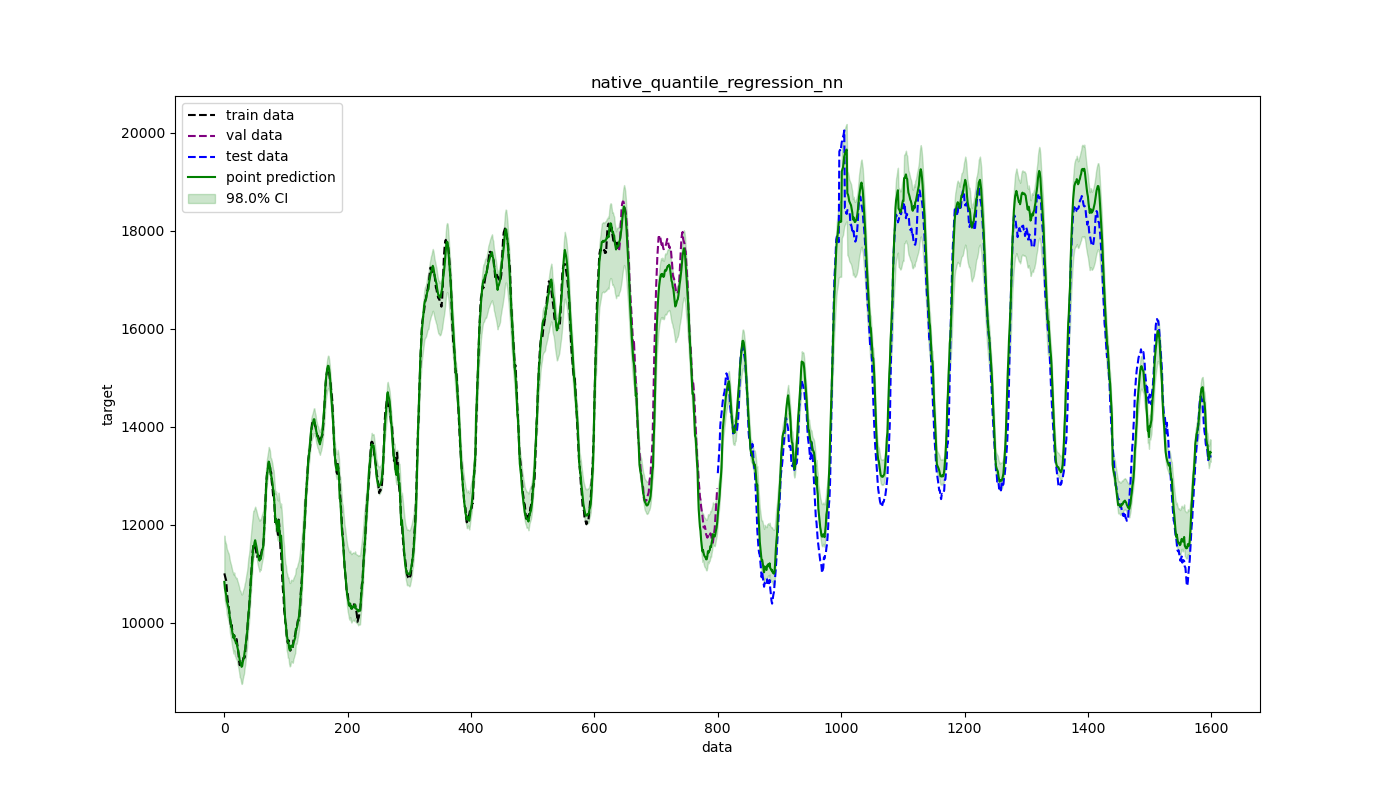 native_quantile_regression_nn
train data
val data
test data
point prediction
98.0% CI
20000
18000
16000
14000
12000
10000
target
0 200 400 600 800 1000 1200 1400 1600
data